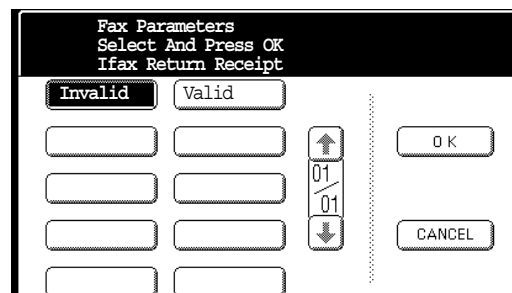 Fax Parameters
Select And Press OK
Ifax Return Receipt
Invalid Valid
01
/
01
OK
CANCEL